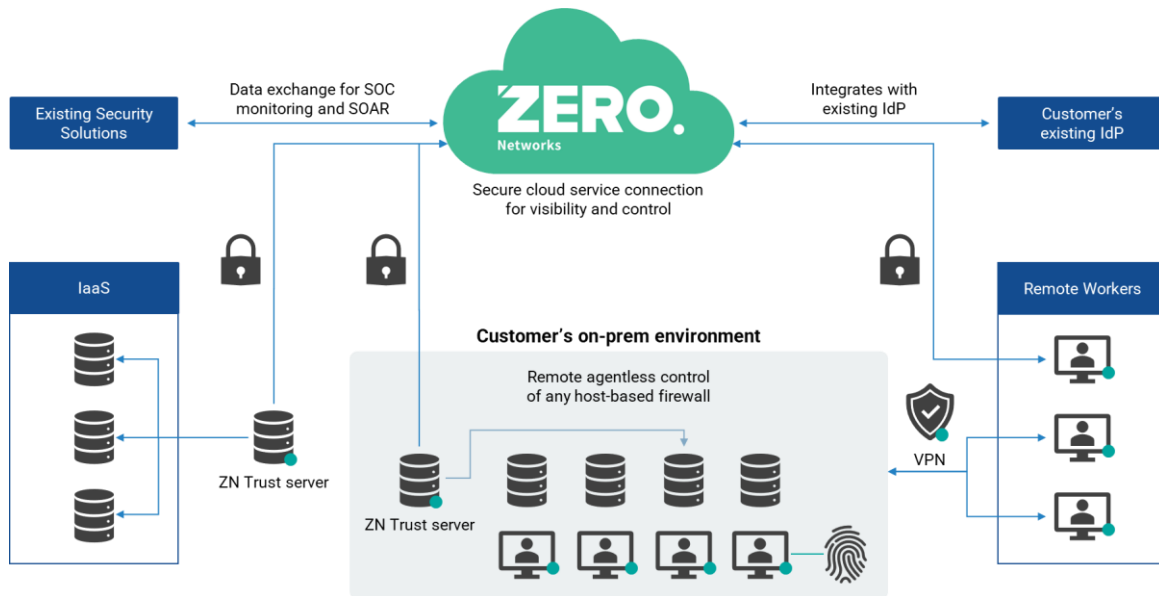 Data exchange for SOC
monitoring and SOAR
Existing Security
Solutions
ZERO.
Networks
Integrates with
existing IdP
Customer's
existing IdP
Secure cloud service connection
for visibility and control
IaaS
Remote Workers
Customer's on-prem environment
Remote agentless control
of any host-based firewall
VPN
ZN Trust server
ZN Trust server